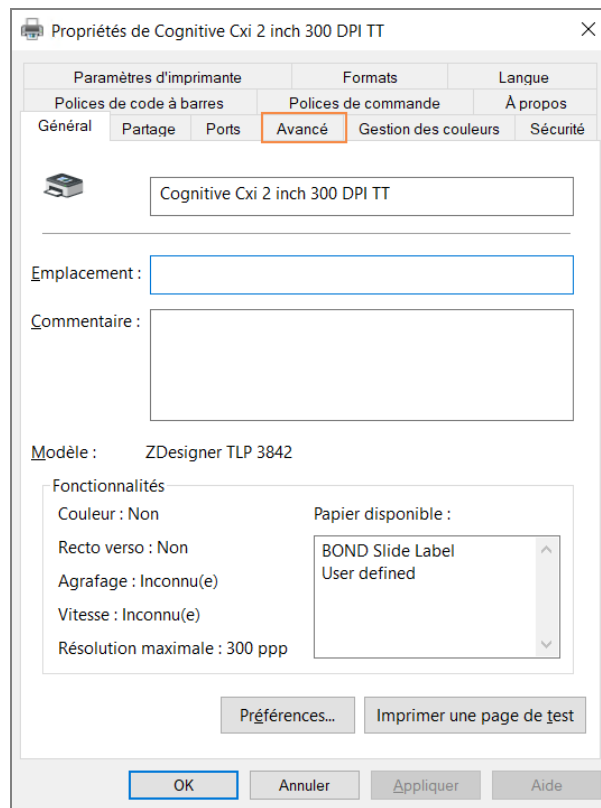 Propriétés de Cognitive Cxi 2 inch 300 DPI TT
Paramètres d'imprimante Formats Langue
Polices de code à barres Polices de commande À propos
Général Partage Ports Avancé Gestion des couleurs Sécurité
Cognitive Cxi 2 inch 300 DPI TT
Emplacement :
Commentaire :
Modèle : ZDesigner TLP 3842
Fonctionnalités
Couleur : Non Papier disponible :
Recto verso : Non BOND Slide Label
User defined
Agrafage : Inconnu(e)
Vitesse : Inconnu(e)
Résolution maximale : 300 ppp
Préférences... Imprimer une page de test
OK Annuler Appliquer Aide